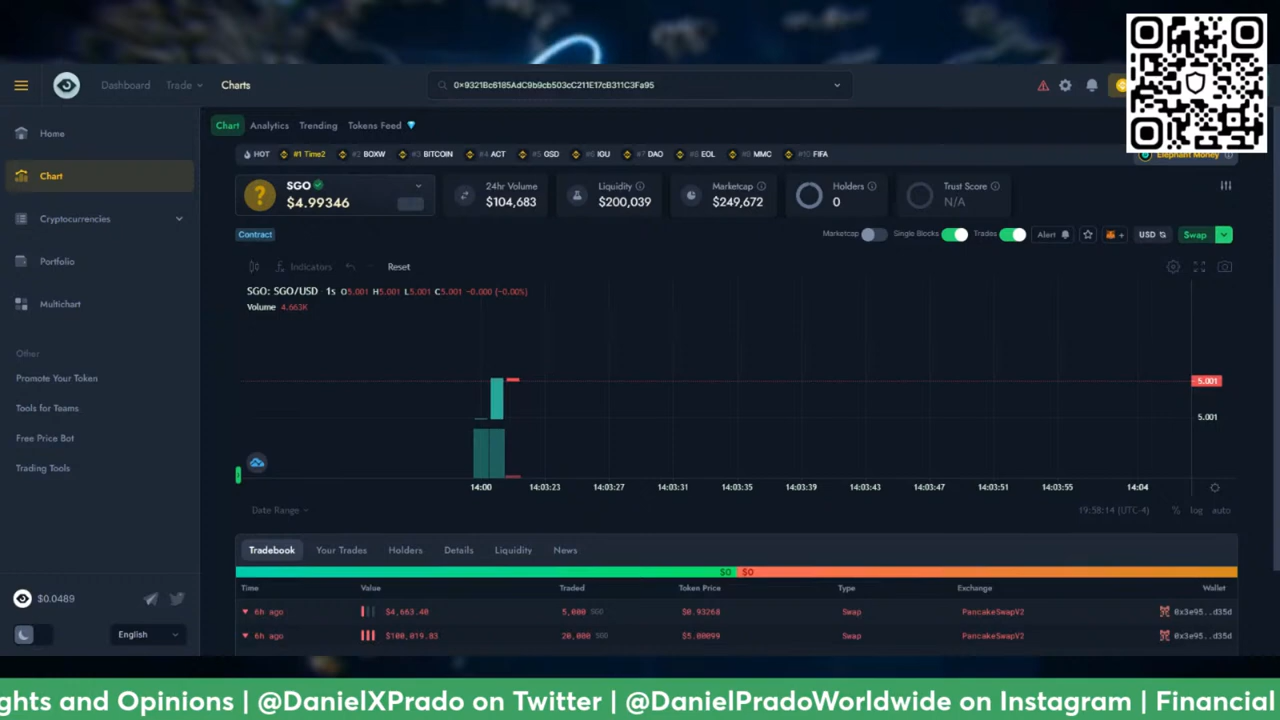 Dashboard Trade Charts
0x9321Bc6185AdC9b9cb503cC211E17cB311C3Fa95
Home
Chart
Cryptocurrencies
Portfolio
Multichart
Other
Promote Your Token
Tools for Teams
Free Price Bot
Trading Tools
$0.0489
English
Chart Analytics Trending Tokens Feed
HOT #1 Time2 #2 BOXW #3 BITCOIN #4 ACT #5 GSD #6 IGU #7 DAO #8 EOL #9 MMC #10 FIFA
Elephant Money
SGO
$4.99346
24hr Volume
$104,683
Liquidity
$200,039
Marketcap
$249,672
Holders
0
Trust Score
N/A
Contract
Marketcap Single Blocks Trades Alert USD Swap
Indicators Reset
SGO: SGO/USD · 1s O5.001 H5.001 L5.001 C5.001 −0.000 (−0.00%)
Volume 4.663K
5.001
5.001
14:00 14:03:23 14:03:27 14:03:31 14:03:35 14:03:39 14:03:43 14:03:47 14:03:51 14:03:55 14:04
Date Range 19:58:14 (UTC-4) % log auto
Tradebook Your Trades Holders Details Liquidity News
$0 $0
Time Value Traded Token Price Type Exchange Wallet
6h ago $4,663.40 5,000 SGO $0.93268 Swap PancakeSwapV2 0x3e95..d35d
6h ago $100,019.83 20,000 SGO $5.00099 Swap PancakeSwapV2 0x3e95..d35d
ghts and Opinions | @DanielXPrado on Twitter | @DanielPradoWorldwide on Instagram | Financial